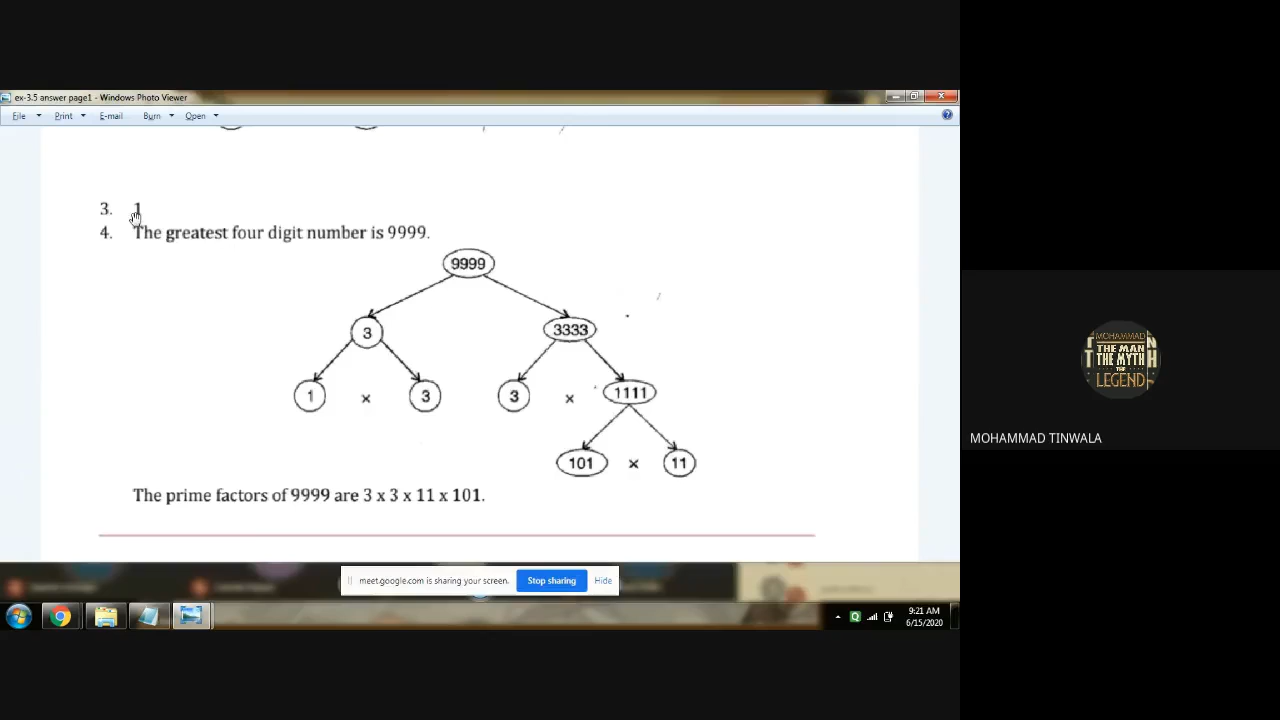 ex-3.5 answer page1 - Windows Photo Viewer
File Print E-mail Burn Open
3. 1
4. The greatest four digit number is 9999.
9999
3 3333
1 x 3 3 x 1111
101 x 11
The prime factors of 9999 are 3 x 3 x 11 x 101.
meet.google.com is sharing your screen. Stop sharing Hide
9:21 AM
6/15/2020
MOHAMMAD
THE MAN
THE MYTH
THE
LEGEND
MOHAMMAD TINWALA